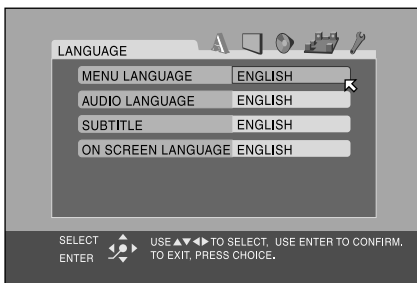 LANGUAGE
MENU LANGUAGE ENGLISH
AUDIO LANGUAGE ENGLISH
SUBTITLE ENGLISH
ON SCREEN LANGUAGE ENGLISH
SELECT USE ▲▼◀▶ TO SELECT, USE ENTER TO CONFIRM.
ENTER TO EXIT, PRESS CHOICE.